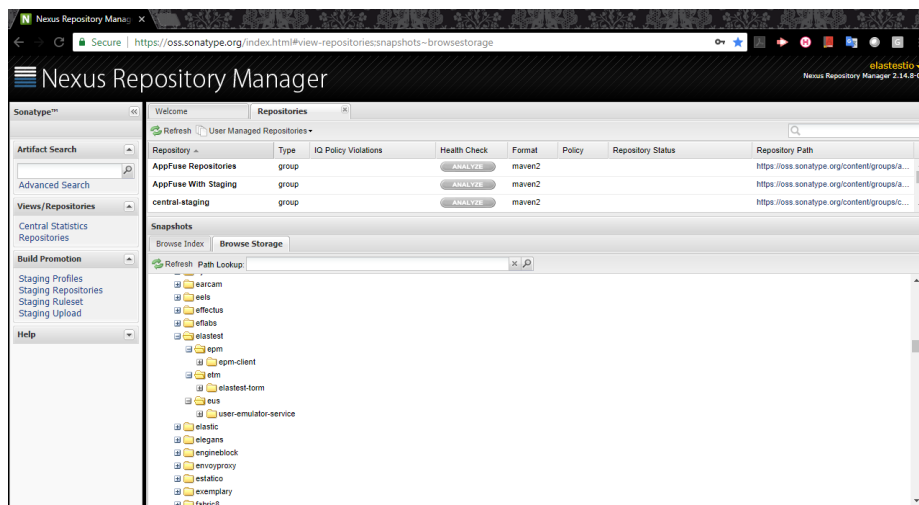 Nexus Repository Manag
Secure
https://oss.sonatype.org/index.html#view-repositories;snapshots~browsestorage
Nexus Repository Manager
elastestio
Nexus Repository Manager 2.14.8-0
Sonatype™
Welcome
Repositories
Refresh
User Managed Repositories
Artifact Search
Advanced Search
Views/Repositories
Central Statistics
Repositories
Build Promotion
Staging Profiles
Staging Repositories
Staging Ruleset
Staging Upload
Help
Repository Type IQ Policy Violations Health Check Format Policy Repository Status Repository Path
AppFuse Repositories group ANALYZE maven2 https://oss.sonatype.org/content/groups/a...
AppFuse With Staging group ANALYZE maven2 https://oss.sonatype.org/content/groups/a...
central-staging group ANALYZE maven2 https://oss.sonatype.org/content/groups/c...
Snapshots
Browse Index
Browse Storage
Refresh Path Lookup:
earcam
eels
effectus
eflabs
elastest
epm
epm-client
etm
elastest-torm
eus
user-emulator-service
elastic
elegans
engineblock
envoyproxy
estatico
exemplary
fabric8